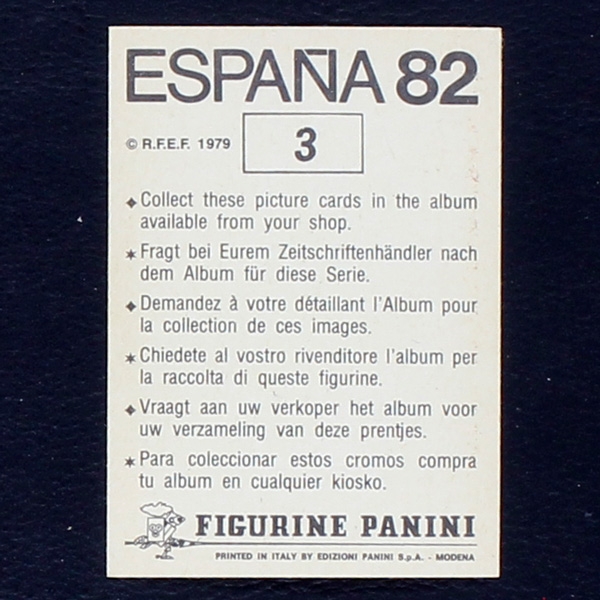 ESPAÑA 82
© R.F.E.F. 1979
3
Collect these picture cards in the album
available from your shop.
Fragt bei Eurem Zeitschriftenhändler nach
dem Album für diese Serie.
Demandez à votre détaillant l'Album pour
la collection de ces images.
Chiedete al vostro rivenditore l'album per
la raccolta di queste figurine.
Vraagt aan uw verkoper het album voor
uw verzameling van deze prentjes.
Para coleccionar estos cromos compra
tu album en cualquier kiosko.
FIGURINE PANINI
PRINTED IN ITALY BY EDIZIONI PANINI S.p.A. - MODENA